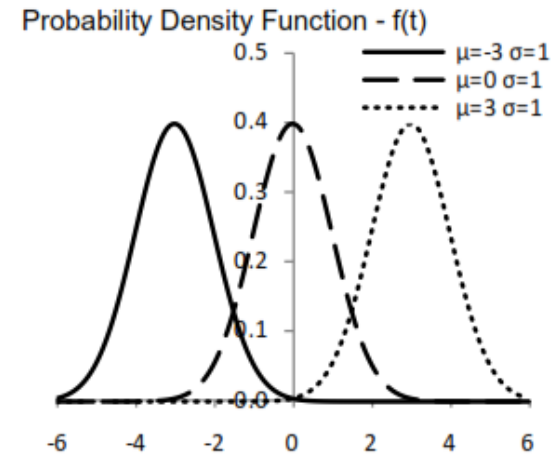 Probability Density Function - f(t)
0.5
μ=-3 σ=1
μ=0 σ=1
μ=3 σ=1
0.4
0.3
0.2
0.1
0.0
-6 -4 -2 0 2 4 6